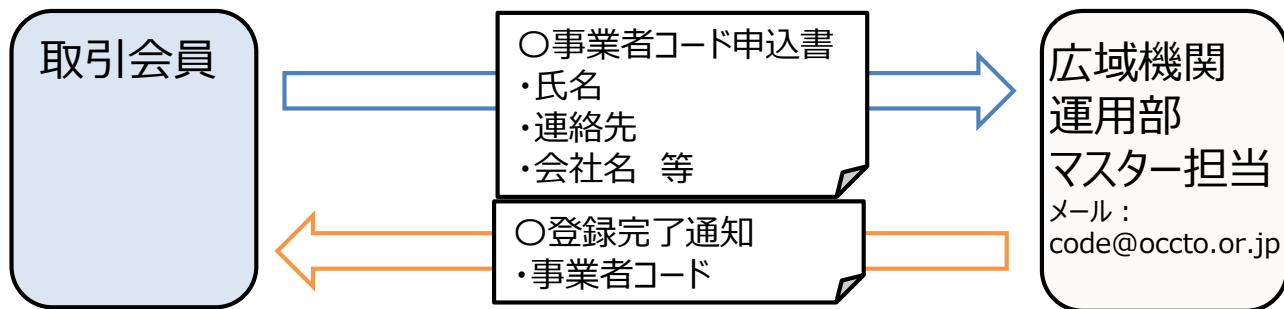 取引会員
〇事業者コード申込書
・氏名
・連絡先
・会社名　等
〇登録完了通知
・事業者コード
広域機関
運用部
マスター担当
メール：
code@occto.or.jp